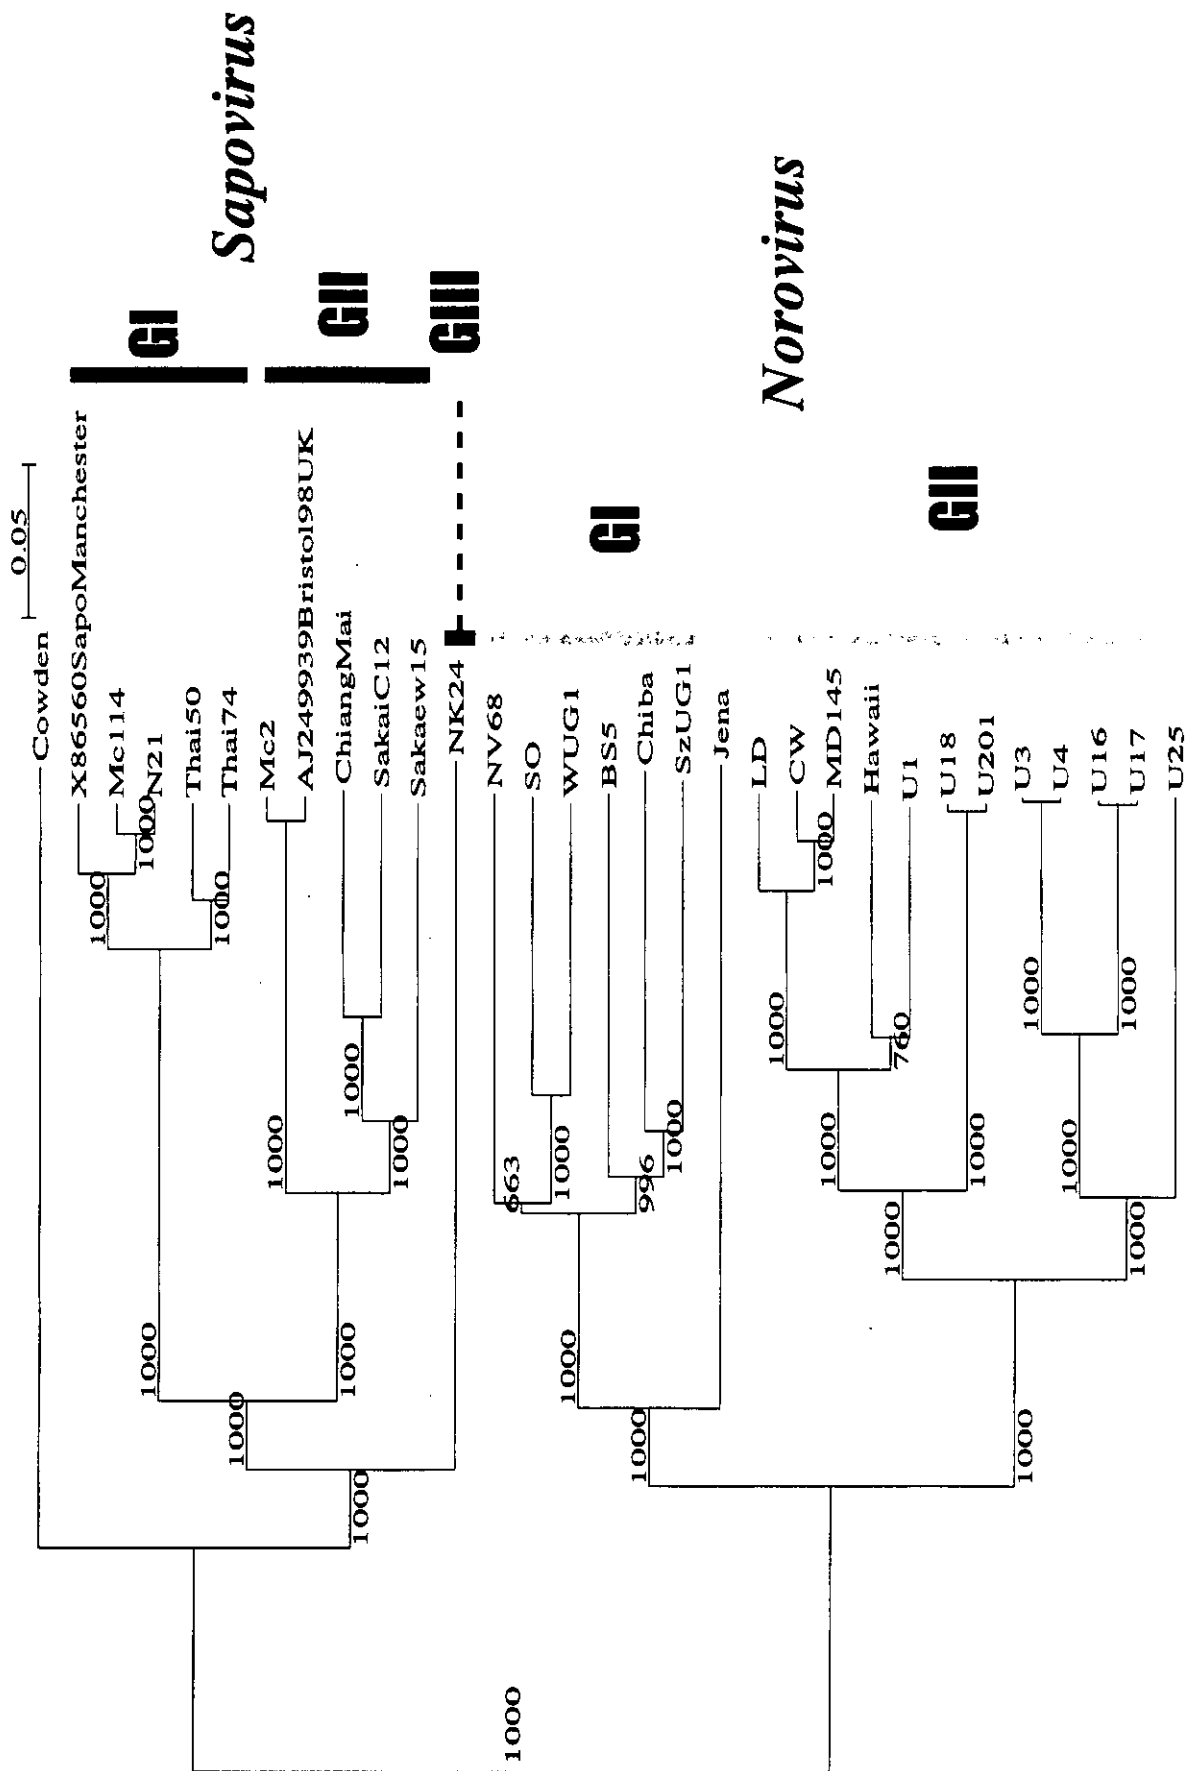 0.05
Cowden
X86560SapoManchester
Mc114
N21
Thai50
Thai74
Mc2
AJ249939Bristol98UK
ChiangMai
SakaiC12
Sakaew15
NK24
NV68
SO
WUG1
BS5
Chiba
SzUG1
Jena
LD
CW
MD145
Hawaii
U1
U18
U201
U3
U4
U16
U17
U25
GI
GII
GIII
Sapovirus
GI
GII
Norovirus
1000
1000
1000
1000
1000
1000
1000
1000
1000
1000
663
1000
996
1000
1000
1000
1000
1000
760
1000
1000
1000
1000
1000
1000
1000
1000
1000